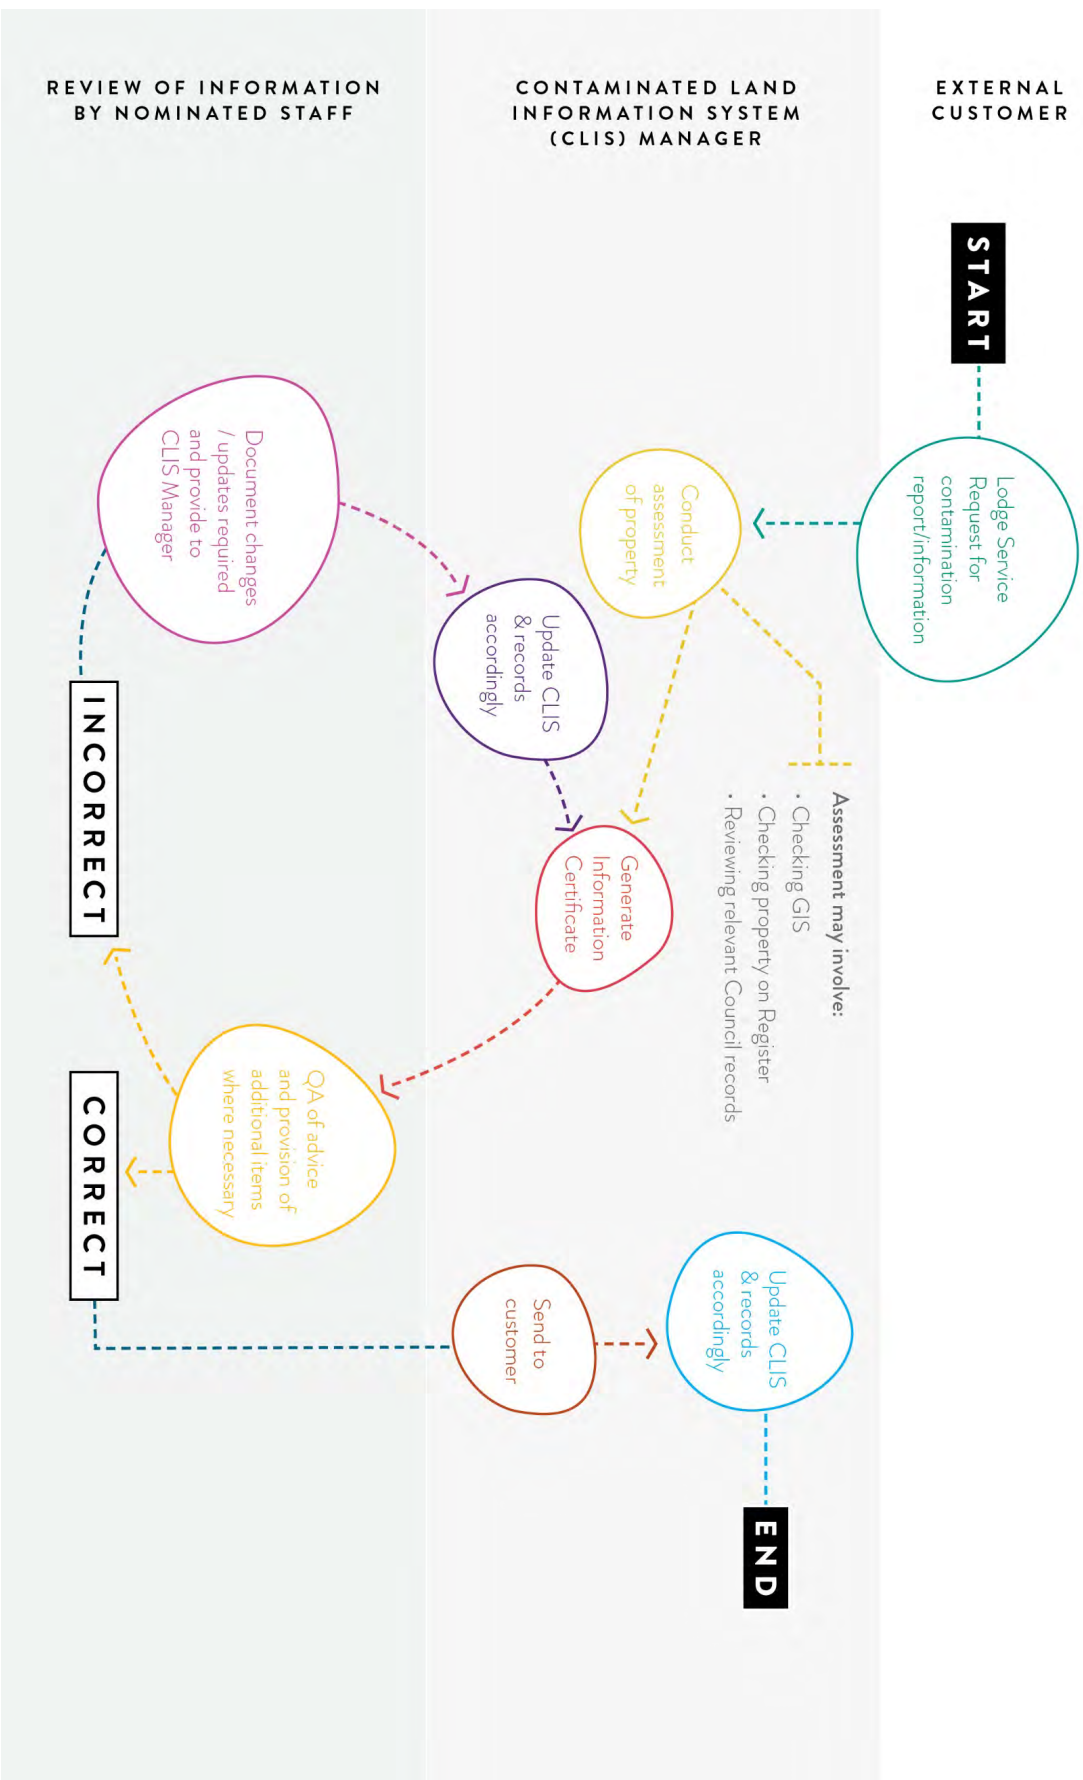 EXTERNAL
CUSTOMER
START
Lodge Service
Request for
contamination
report/information
CONTAMINATED LAND
INFORMATION SYSTEM
(CLIS) MANAGER
Conduct
assessment
of property
Assessment may involve:
• Checking GIS
• Checking property on Register
• Reviewing relevant Council records
Update CLIS
& records
accordingly
Generate
Information
Certificate
Send to
customer
Update CLIS
& records
accordingly
END
REVIEW OF INFORMATION
BY NOMINATED STAFF
Document changes
/ updates required
and provide to
CLIS Manager
INCORRECT
QA of advice
and provision of
additional items
where necessary
CORRECT